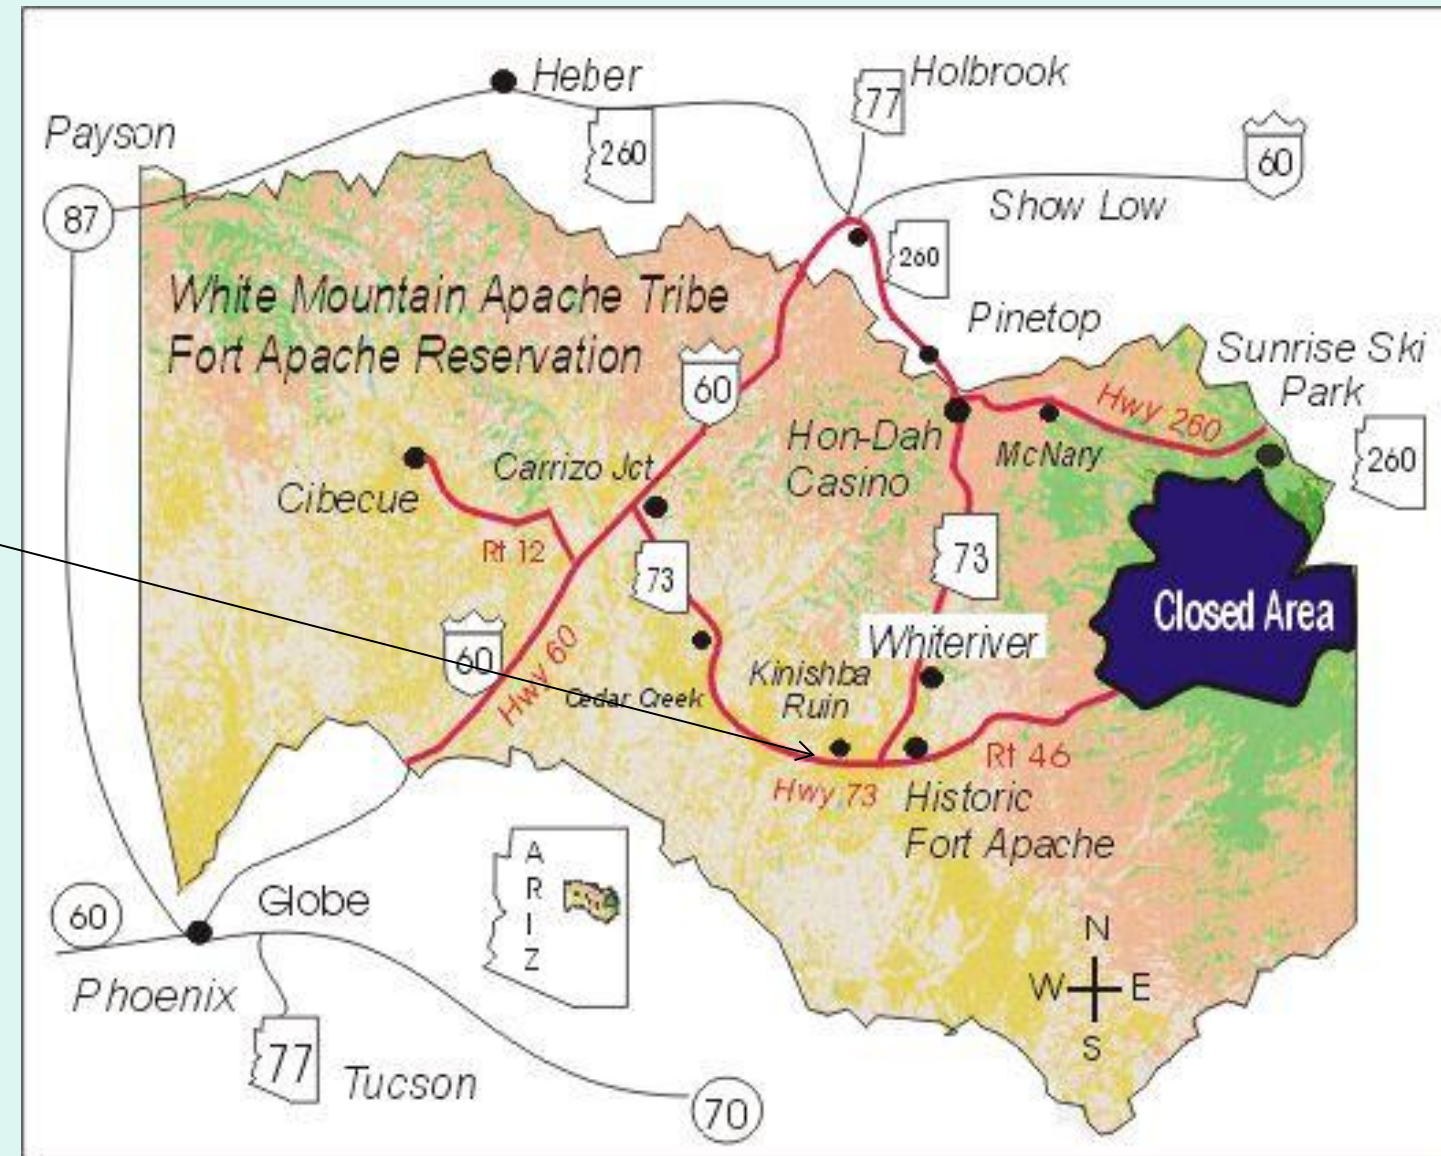 Heber
77
Holbrook
Payson
260
60
87
Show Low
260
White Mountain Apache Tribe
Fort Apache Reservation
Pinetop
Sunrise Ski
Park
60
Hwy 260
Hon-Dah
Casino
McNary
260
Carrizo Jct
Cibecue
Rt 12
73
73
Closed Area
60
Hwy 60
Whiteriver
Cedar Creek
Kinishba
Ruin
Rt 46
Hwy 73
Historic
Fort Apache
A
R
I
Z
Globe
60
Phoenix
N
W
E
S
77
Tucson
70